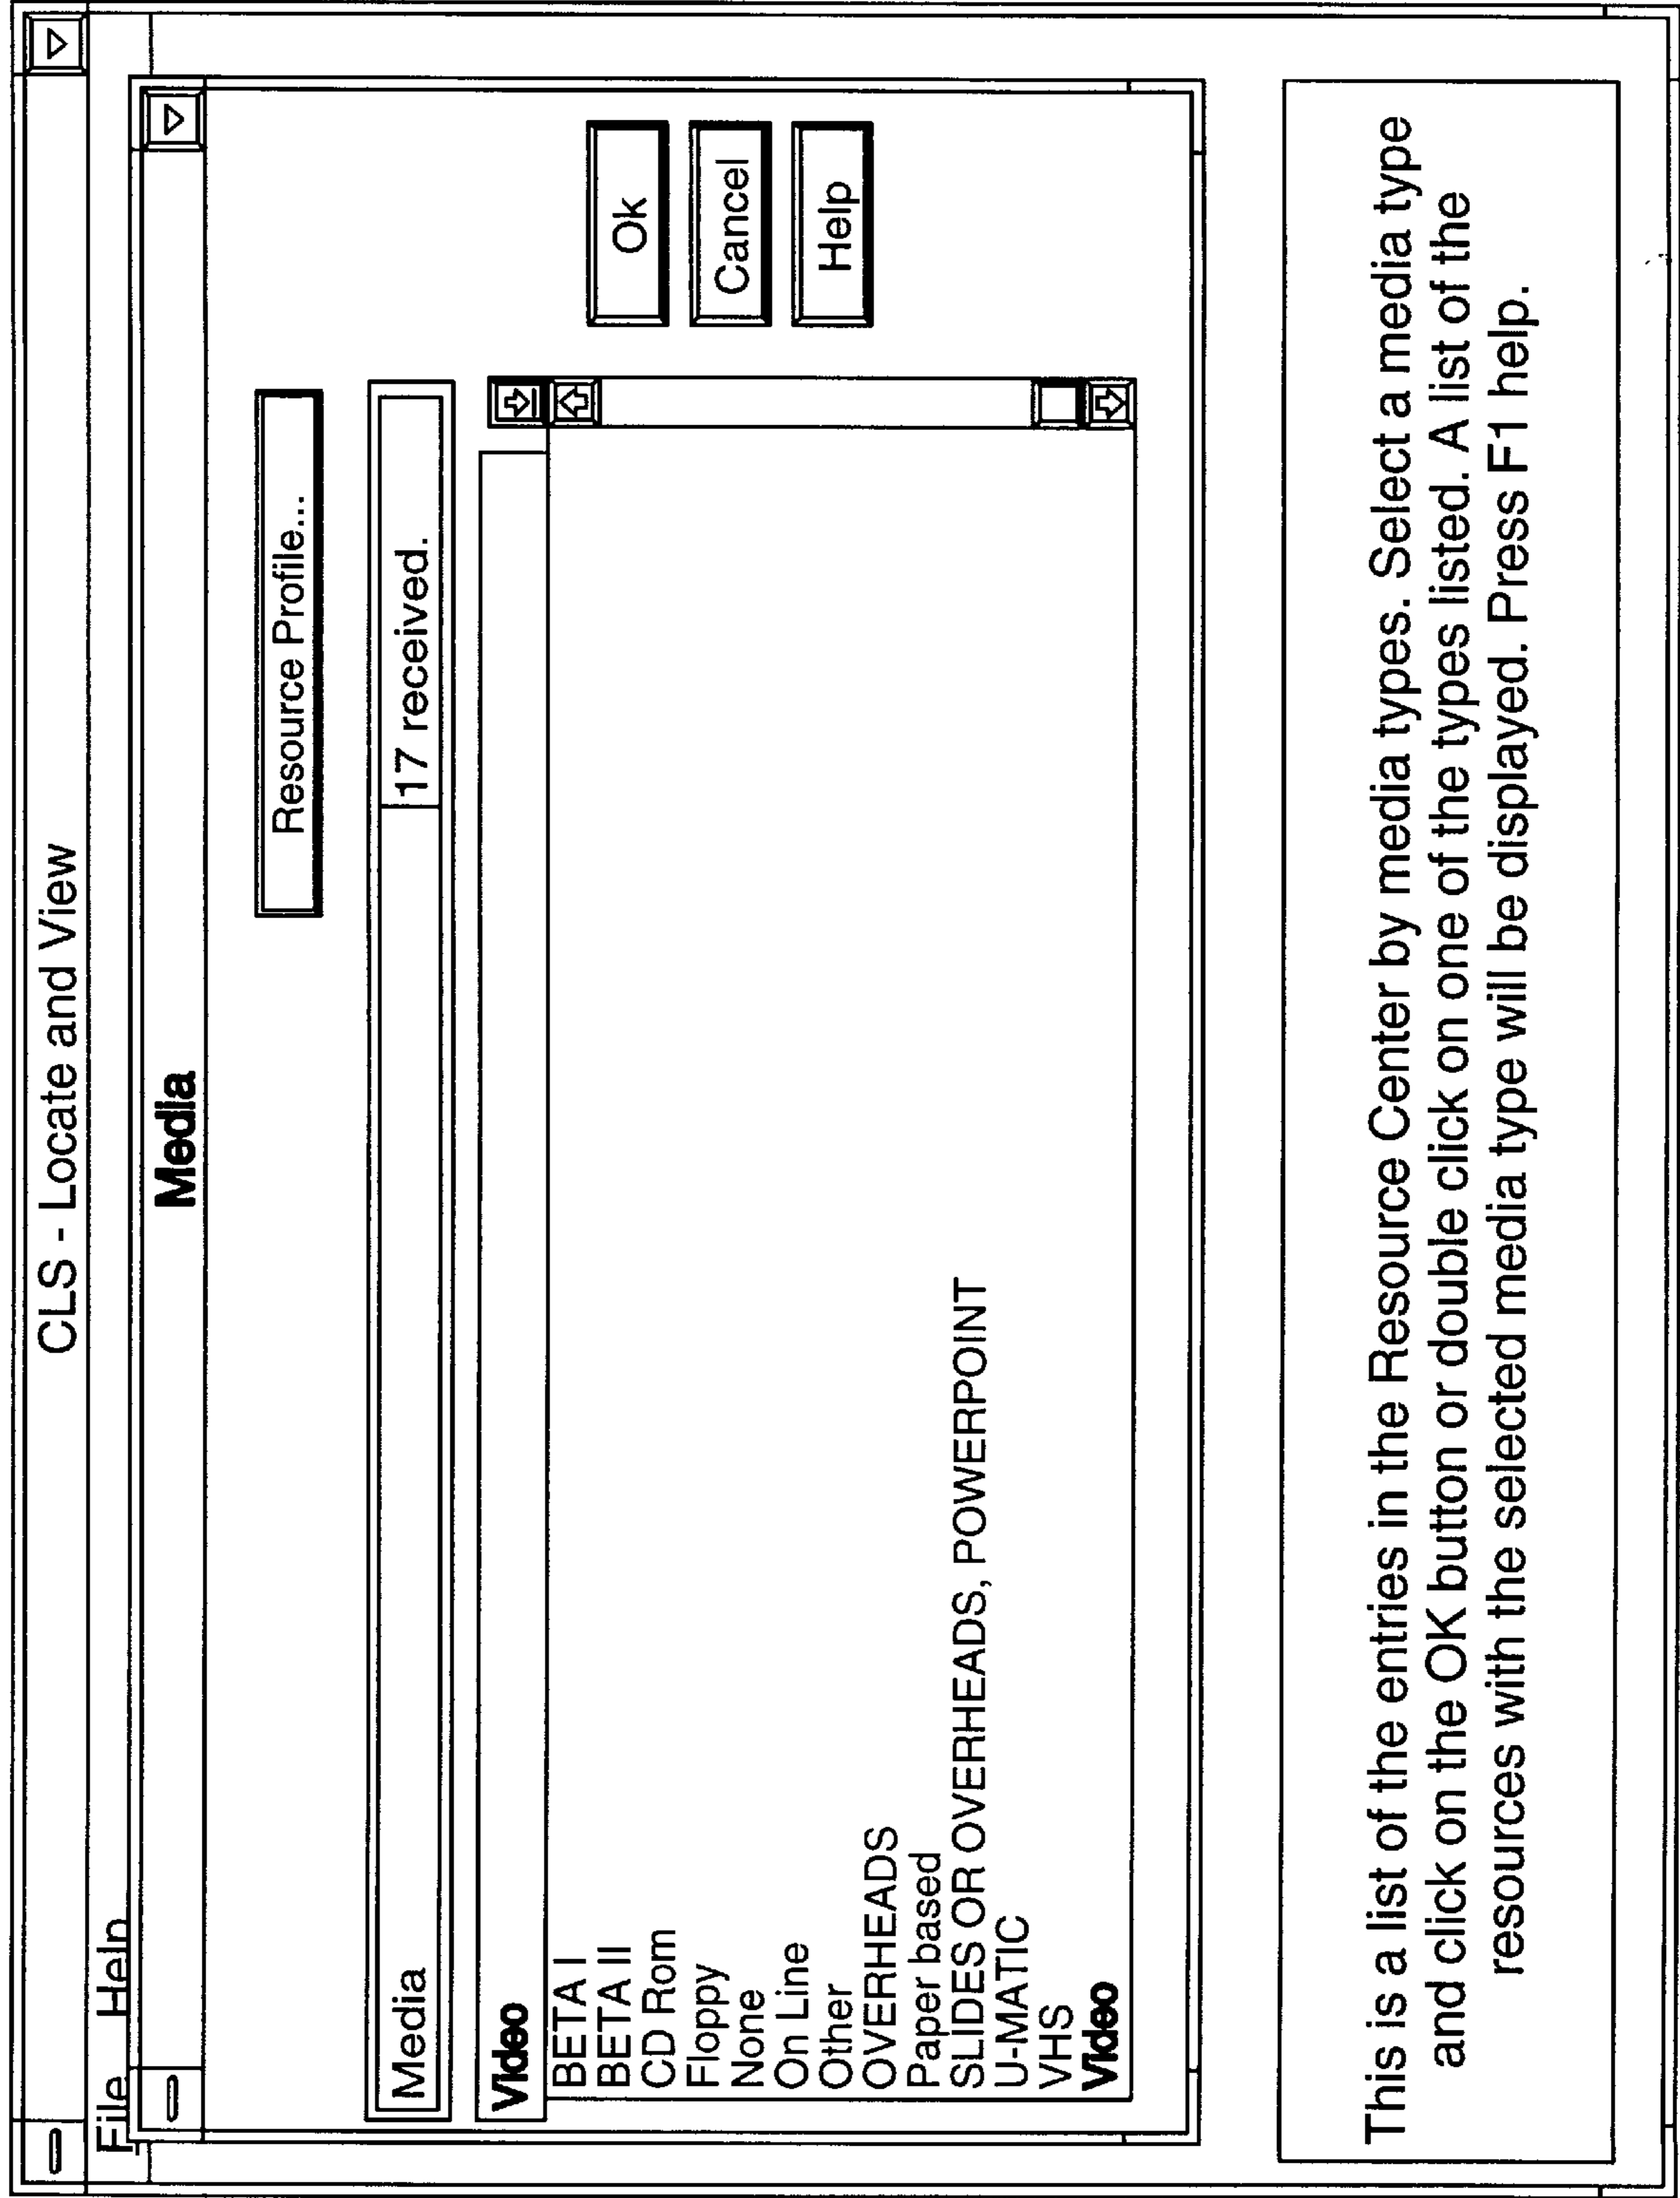 CLS - Locate and View
File Help
Media
Resource Profile...
Media 17 received.
Video
BETA I
BETA II
CD Rom
Floppy
None
On Line
Other
OVERHEADS
Paper based
SLIDES OR OVERHEADS, POWERPOINT
U-MATIC
VHS
Video
Ok
Cancel
Help
This is a list of the entries in the Resource Center by media types. Select a media type
and click on the OK button or double click on one of the types listed. A list of the
resources with the selected media type will be displayed. Press F1 help.